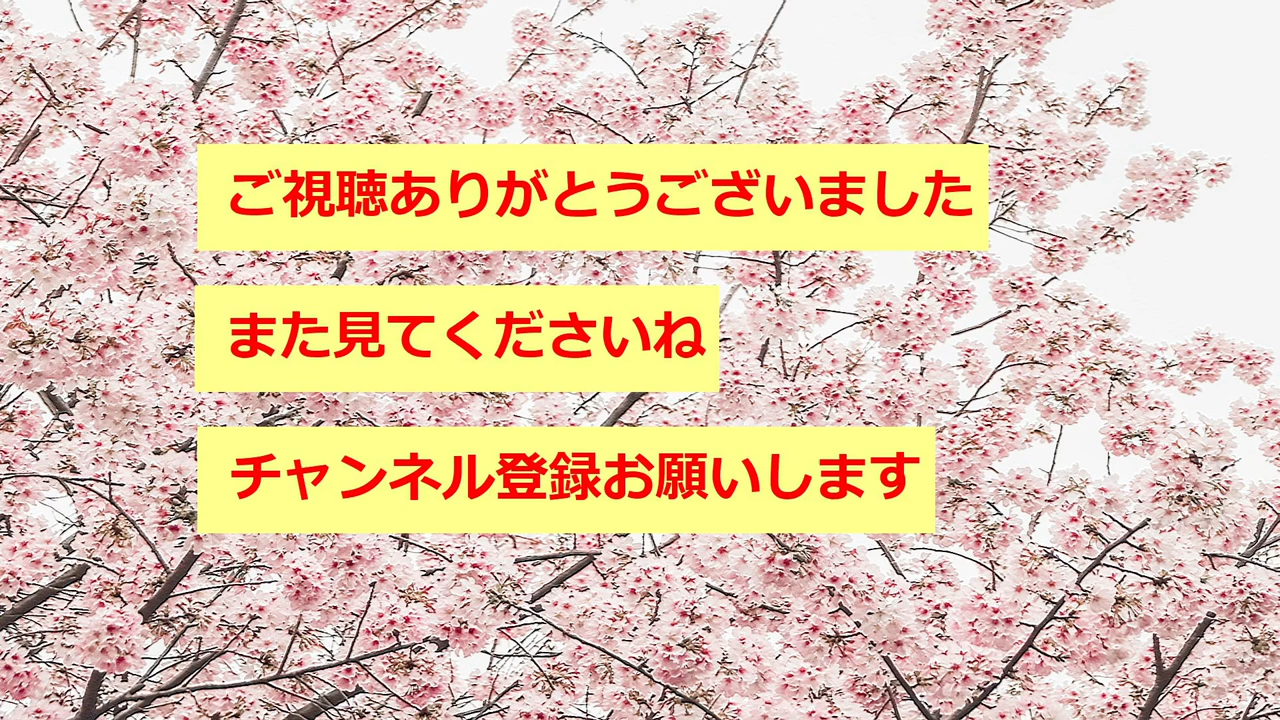 ご視聴ありがとうございました
また見てくださいね
チャンネル登録お願いします